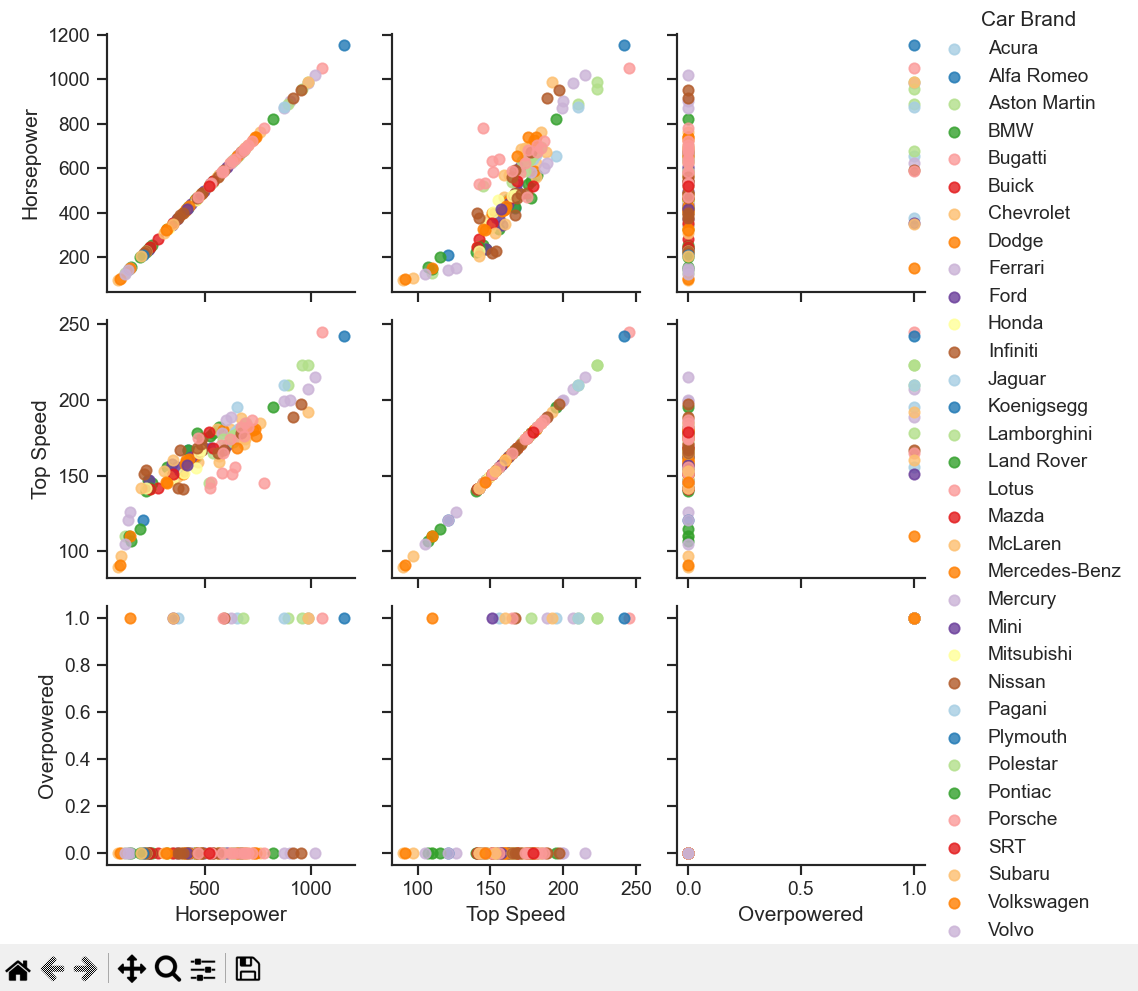 Car Brand
Acura
Alfa Romeo
Aston Martin
BMW
Bugatti
Buick
Chevrolet
Dodge
Ferrari
Ford
Honda
Infiniti
Jaguar
Koenigsegg
Lamborghini
Land Rover
Lotus
Mazda
McLaren
Mercedes-Benz
Mercury
Mini
Mitsubishi
Nissan
Pagani
Plymouth
Polestar
Pontiac
Porsche
SRT
Subaru
Volkswagen
Volvo
Horsepower
1200
1000
800
600
400
200
Top Speed
250
200
150
100
Overpowered
1.0
0.8
0.6
0.4
0.2
0.0
500 1000
100 150 200 250
0.0 0.5 1.0
Horsepower
Top Speed
Overpowered